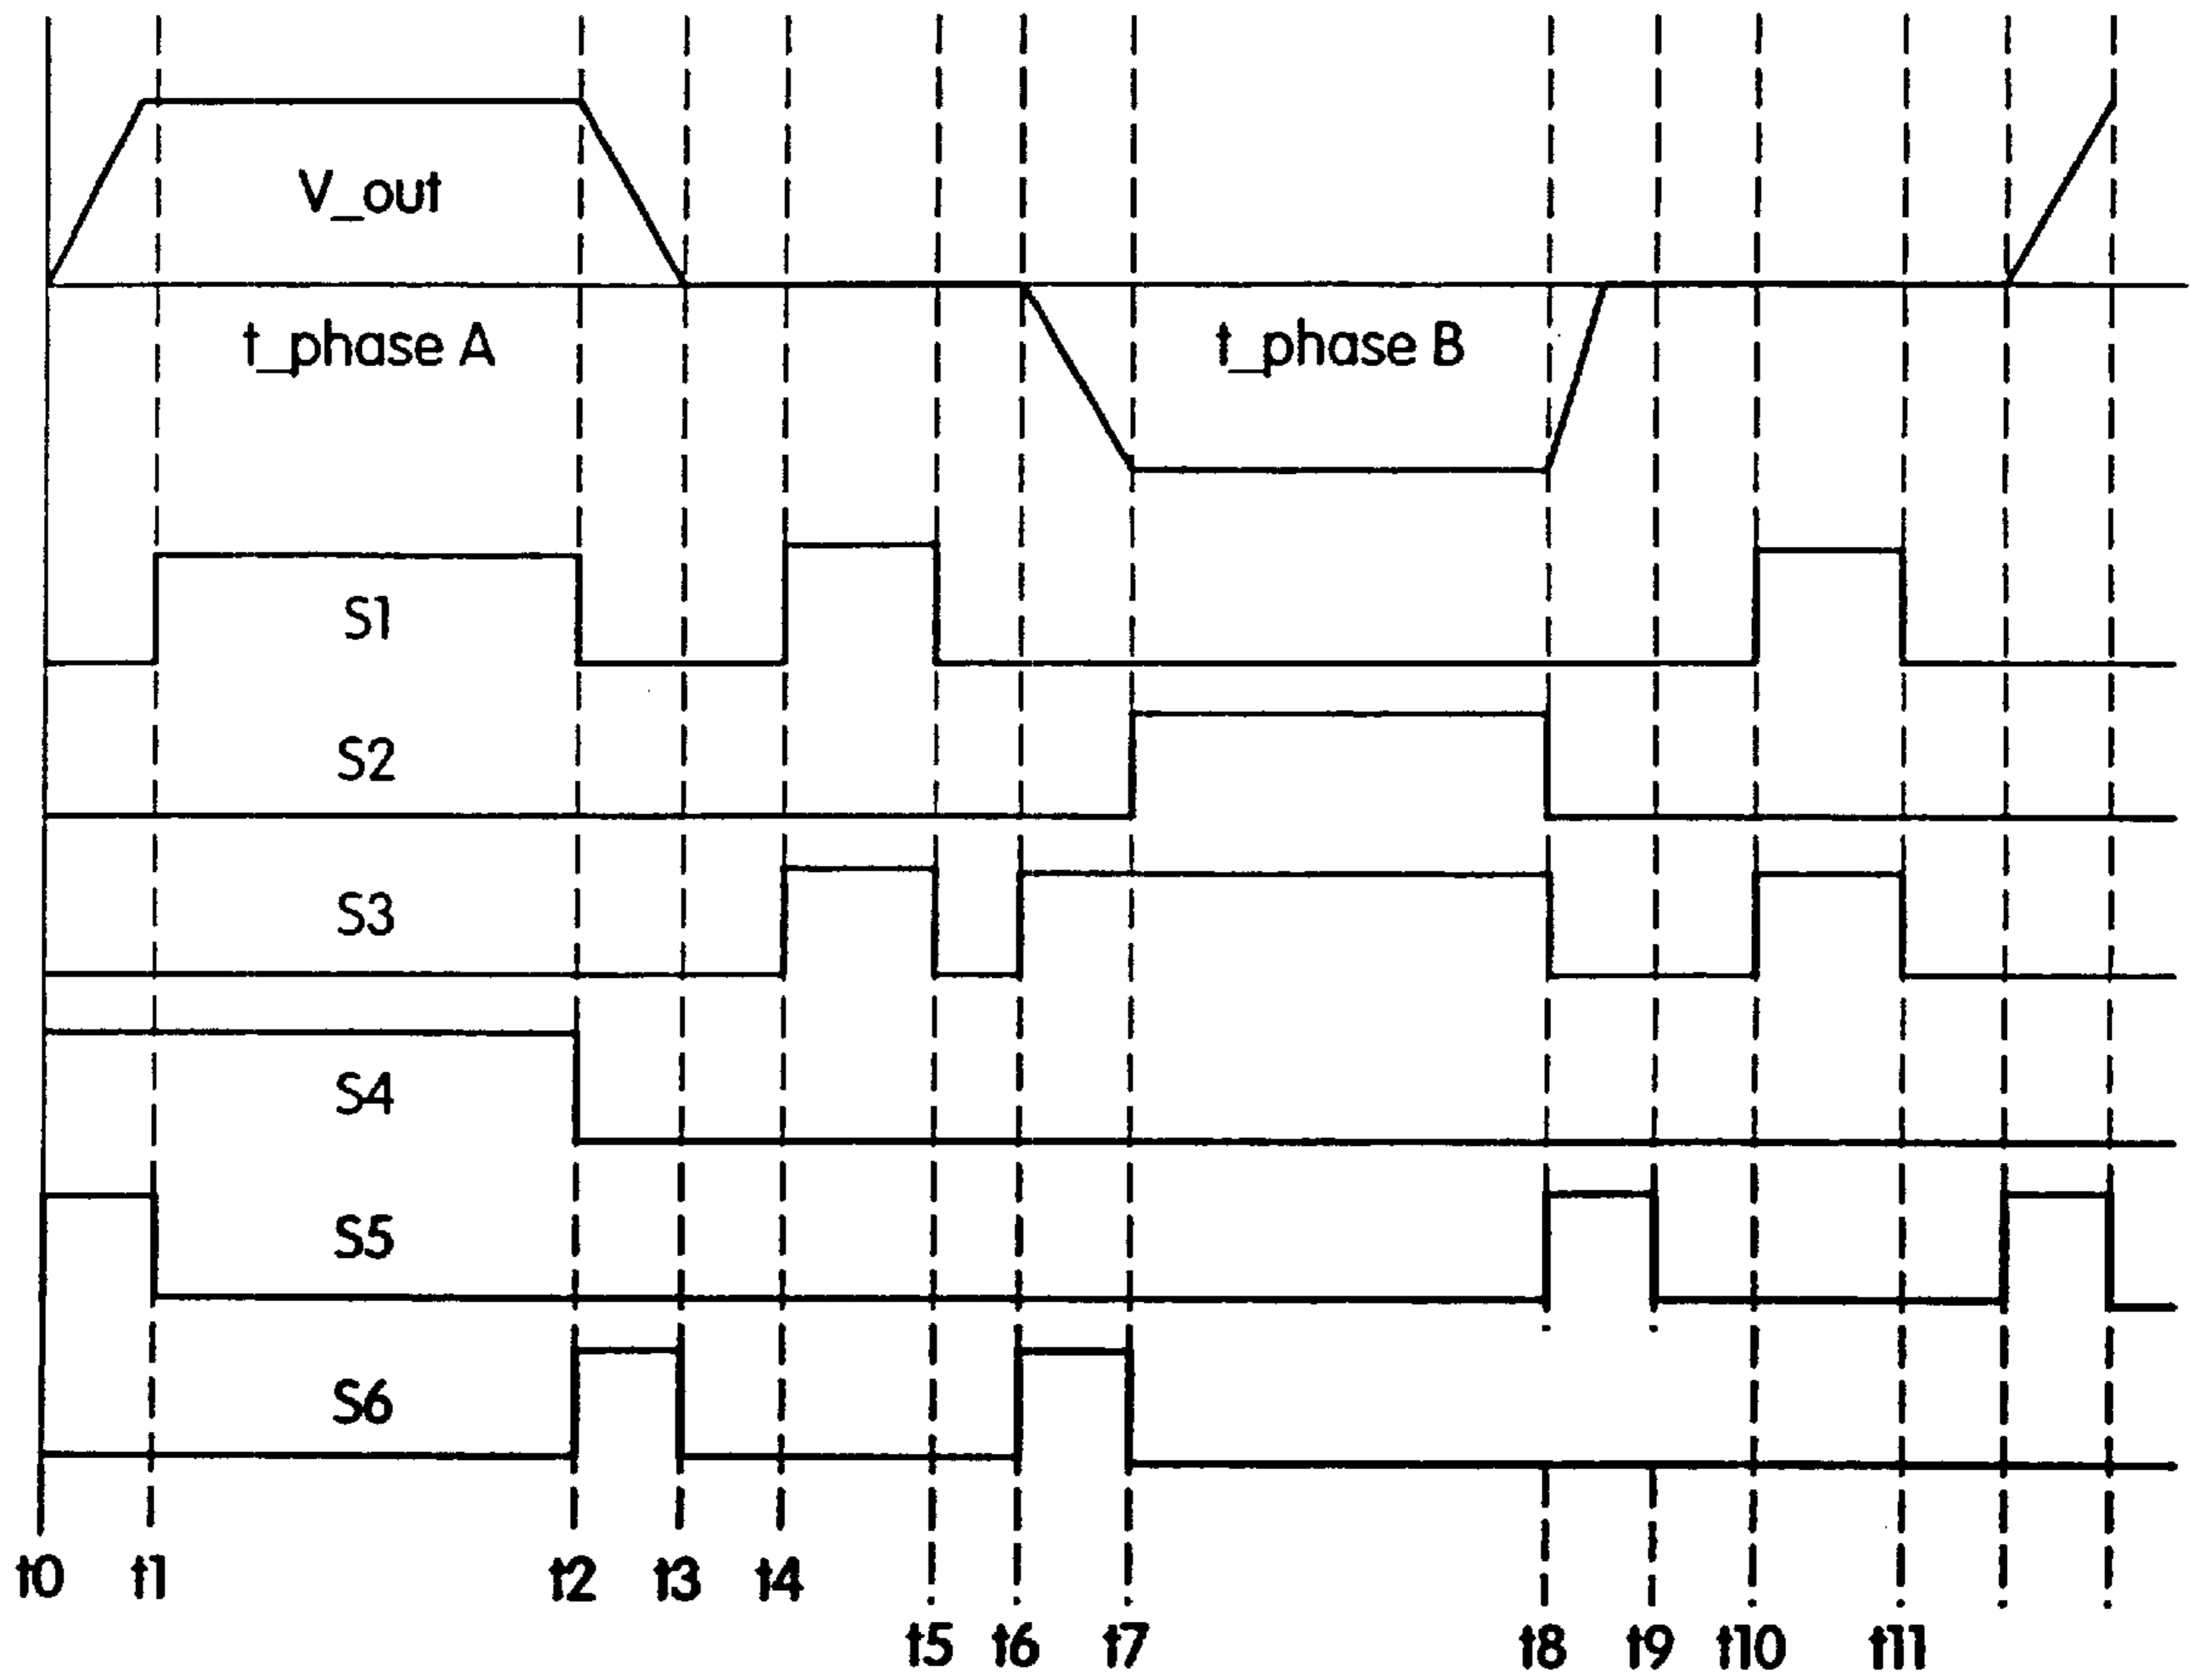 V_out
t_phase A
t_phase B
S1
S2
S3
S4
S5
S6
t0 t1 t2 t3 t4
t5 t6 t7 t8 t9 t10 t11